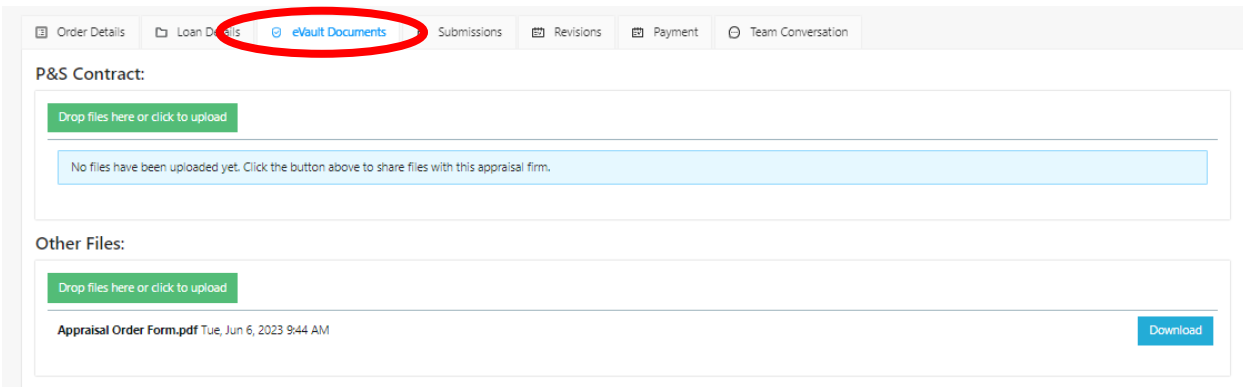 Order Details Loan Details eVault Documents Submissions Revisions Payment Team Conversation
P&S Contract:
Drop files here or click to upload
No files have been uploaded yet. Click the button above to share files with this appraisal firm.
Other Files:
Drop files here or click to upload
Appraisal Order Form.pdf Tue, Jun 6, 2023 9:44 AM Download